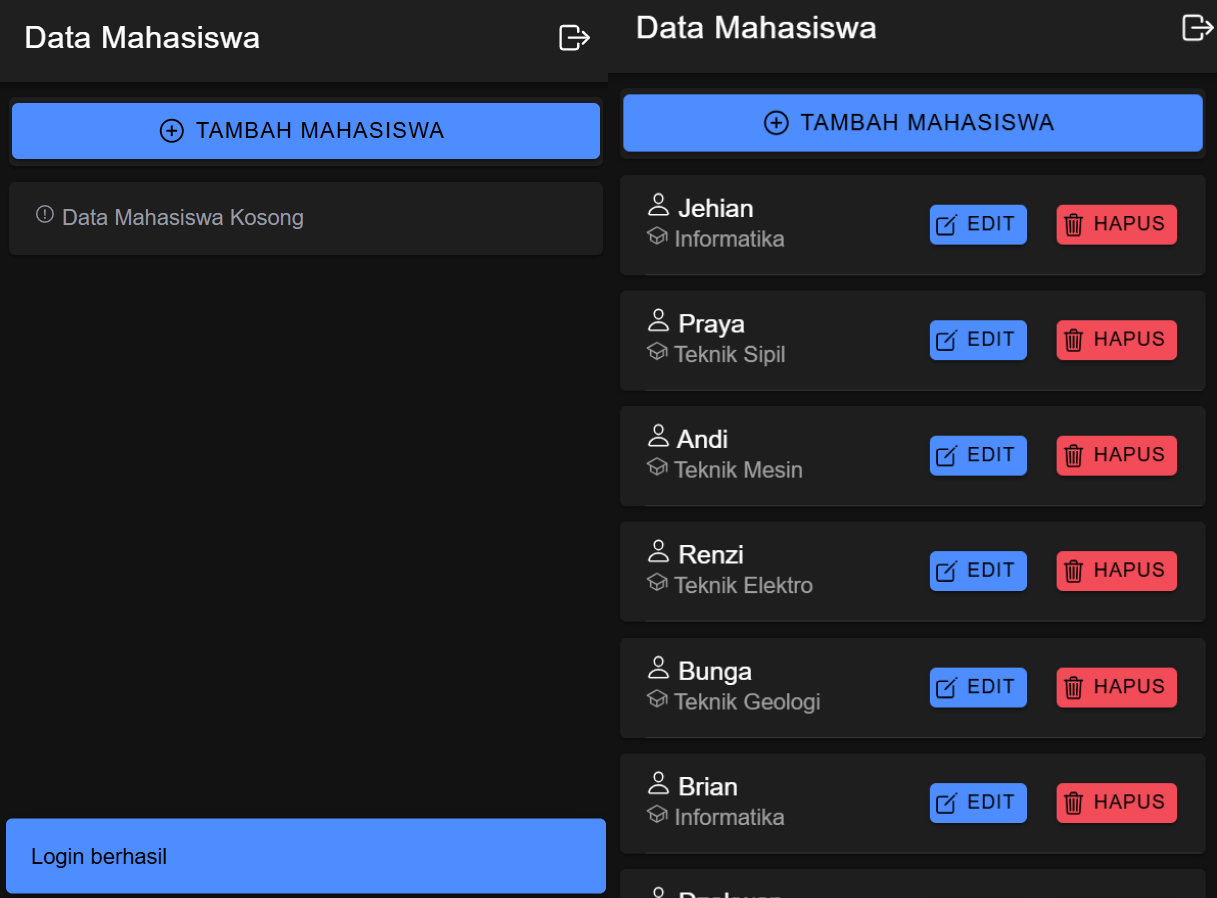 Data Mahasiswa
TAMBAH MAHASISWA
Data Mahasiswa Kosong
Login berhasil
Data Mahasiswa
TAMBAH MAHASISWA
Jehian
Informatika
EDIT
HAPUS
Praya
Teknik Sipil
EDIT
HAPUS
Andi
Teknik Mesin
EDIT
HAPUS
Renzi
Teknik Elektro
EDIT
HAPUS
Bunga
Teknik Geologi
EDIT
HAPUS
Brian
Informatika
EDIT
HAPUS